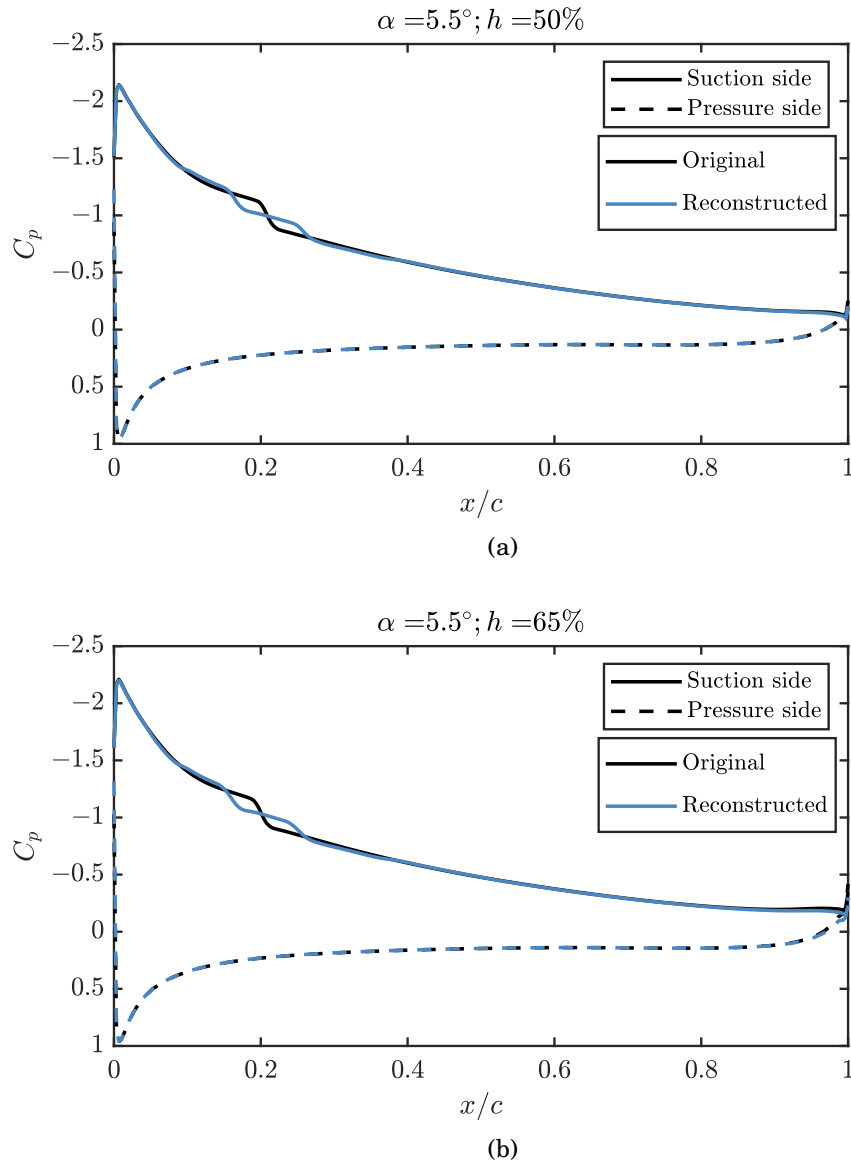 α =5.5°; h =50%
−2.5
−2
−1.5
−1
−0.5
0
0.5
1
C_p
Suction side
Pressure side
Original
Reconstructed
0 0.2 0.4 0.6 0.8 1
x/c
(a)
α =5.5°; h =65%
−2.5
−2
−1.5
−1
−0.5
0
0.5
1
C_p
Suction side
Pressure side
Original
Reconstructed
0 0.2 0.4 0.6 0.8 1
x/c
(b)